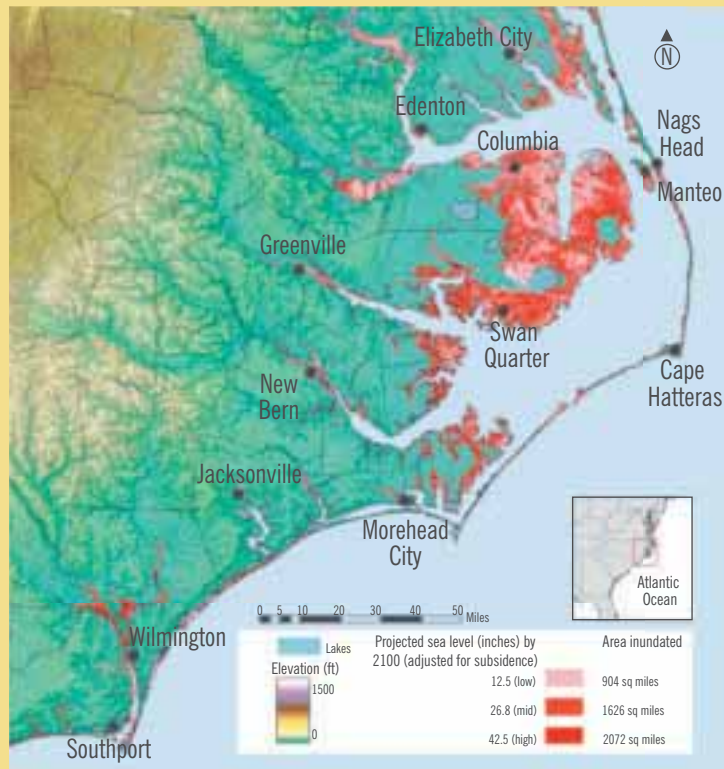 Elizabeth City
N
Edenton
Columbia
Nags
Head
Manteo
Greenville
Swan
Quarter
Cape
Hatteras
New
Bern
Jacksonville
Morehead
City
Atlantic
Ocean
0 5 10 20 30 40 50
Miles
Wilmington
Lakes
Elevation (ft)
1500
0
Projected sea level (inches) by
2100 (adjusted for subsidence)
Area inundated
12.5 (low) 904 sq miles
26.8 (mid) 1626 sq miles
42.5 (high) 2072 sq miles
Southport